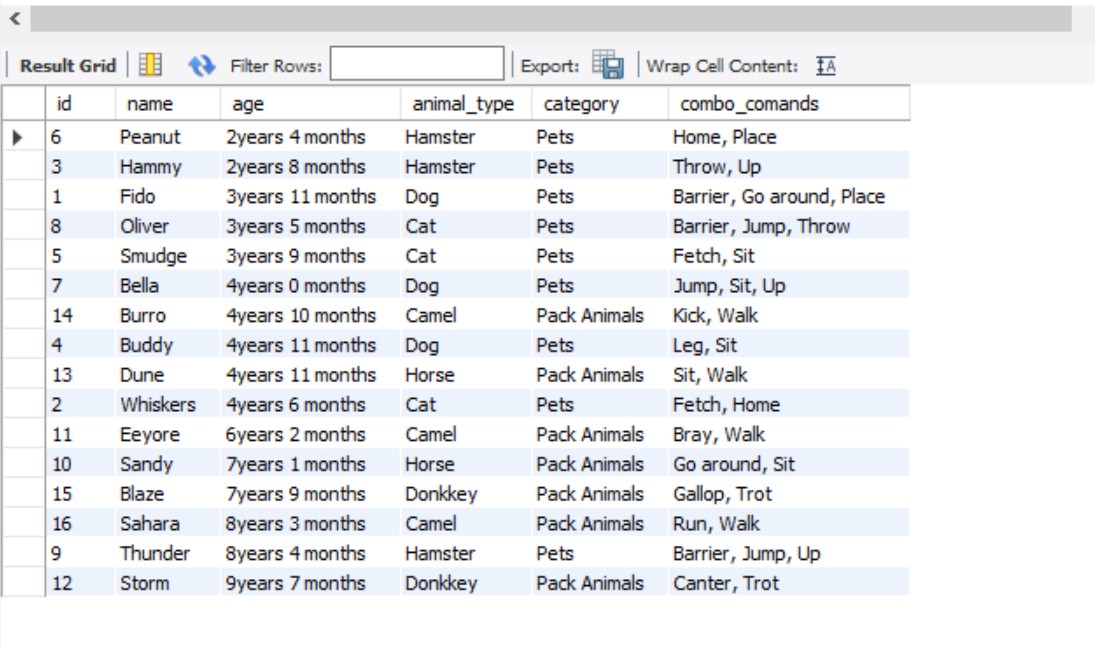 Result Grid Filter Rows: Export: Wrap Cell Content:
id name age animal_type category combo_comands
6 Peanut 2years 4 months Hamster Pets Home, Place
3 Hammy 2years 8 months Hamster Pets Throw, Up
1 Fido 3years 11 months Dog Pets Barrier, Go around, Place
8 Oliver 3years 5 months Cat Pets Barrier, Jump, Throw
5 Smudge 3years 9 months Cat Pets Fetch, Sit
7 Bella 4years 0 months Dog Pets Jump, Sit, Up
14 Burro 4years 10 months Camel Pack Animals Kick, Walk
4 Buddy 4years 11 months Dog Pets Leg, Sit
13 Dune 4years 11 months Horse Pack Animals Sit, Walk
2 Whiskers 4years 6 months Cat Pets Fetch, Home
11 Eeyore 6years 2 months Camel Pack Animals Bray, Walk
10 Sandy 7years 1 months Horse Pack Animals Go around, Sit
15 Blaze 7years 9 months Donkkey Pack Animals Gallop, Trot
16 Sahara 8years 3 months Camel Pack Animals Run, Walk
9 Thunder 8years 4 months Hamster Pets Barrier, Jump, Up
12 Storm 9years 7 months Donkkey Pack Animals Canter, Trot